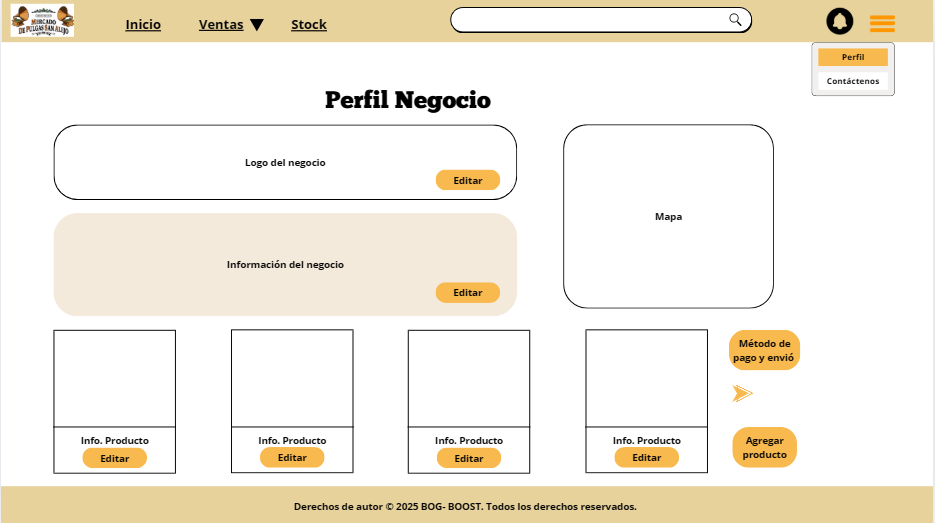 MERCADO
DE PULGAS SAN ALEJO
Inicio
Ventas
Stock
Perfil
Contáctenos
Perfil Negocio
Logo del negocio
Editar
Mapa
Información del negocio
Editar
Método de
pago y envió
Info. Producto
Editar
Info. Producto
Editar
Info. Producto
Editar
Info. Producto
Editar
Agregar
producto
Derechos de autor © 2025 BOG- BOOST. Todos los derechos reservados.